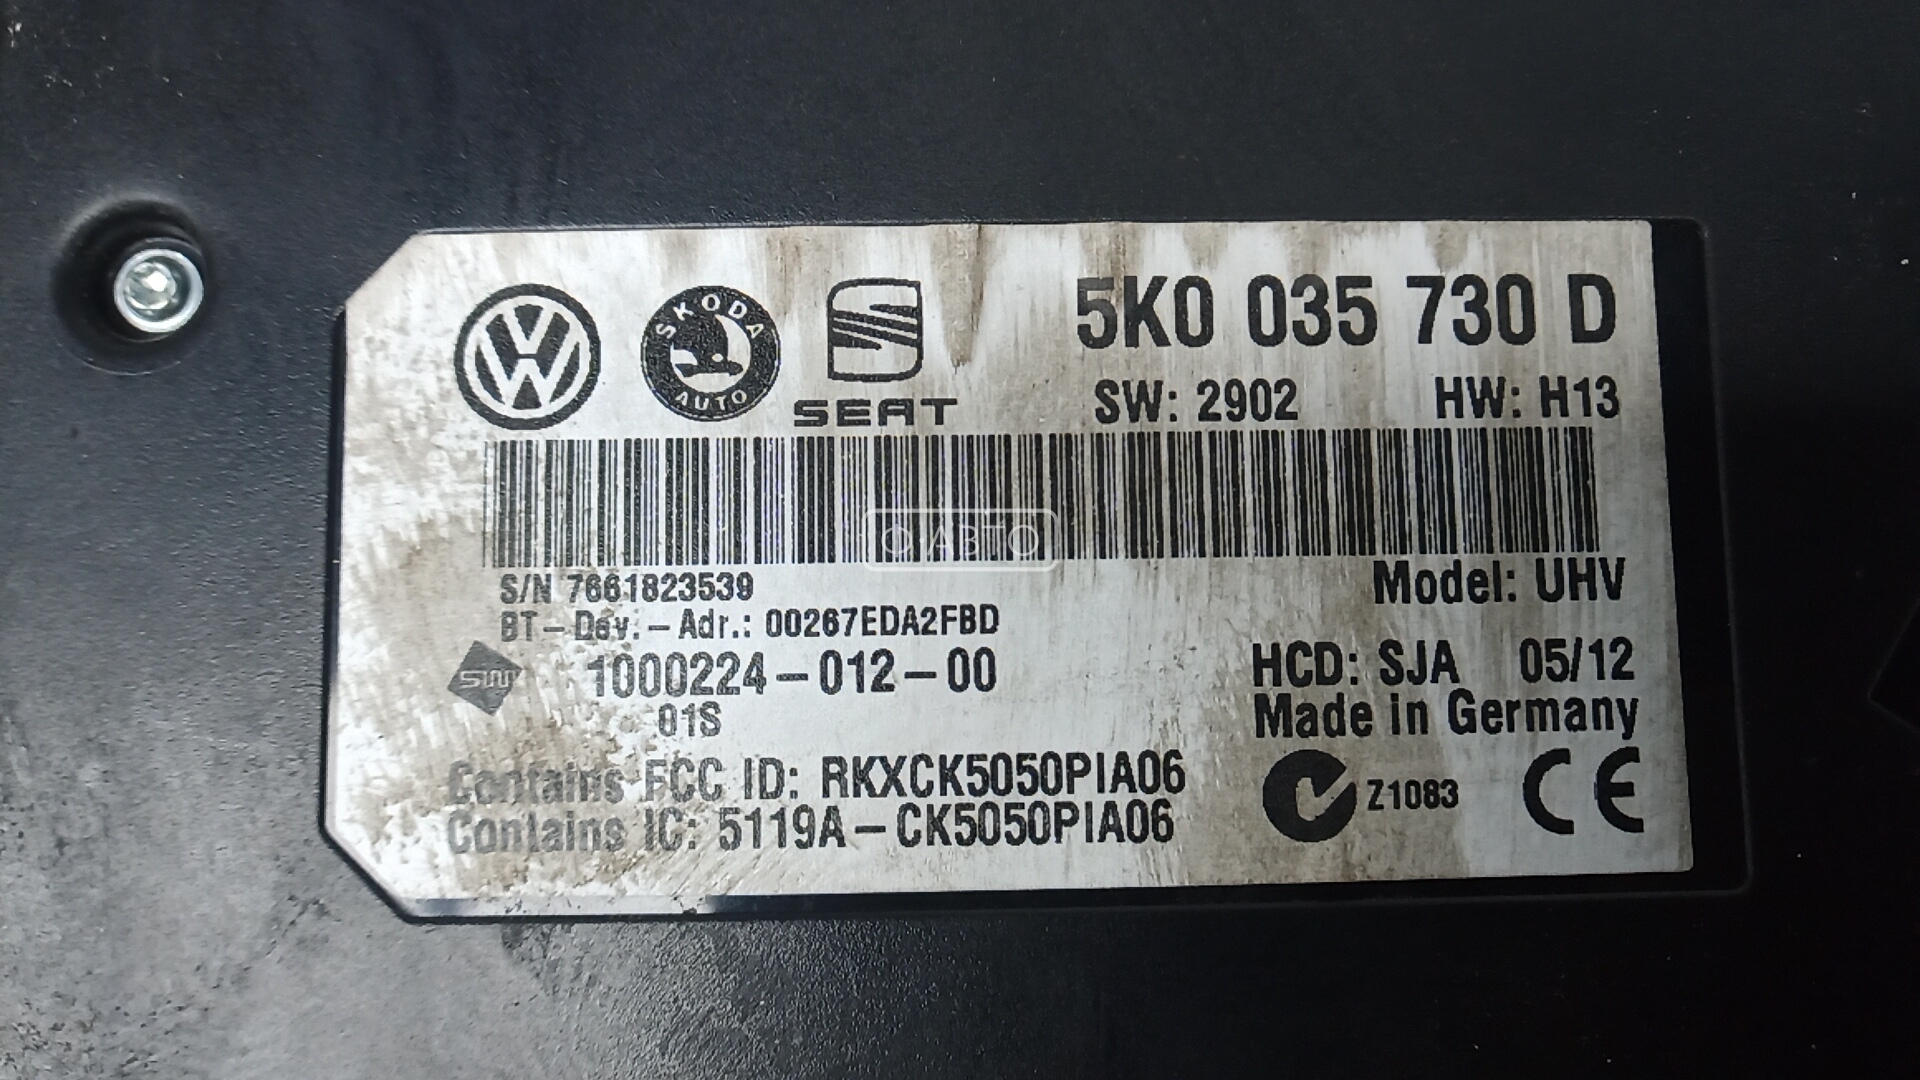 SKODA AUTO
SEAT
5K0 035 730 D
SW: 2902 HW: H13
O АВТО
S/N 7661823539
Model: UHV
BT-Dev.-Adr.: 00267EDA2FBD
SW 1000224-012-00
HCD: SJA 05/12
01S
Made in Germany
Contains FCC ID: RKXCK5050PIA06
Z1083 CE
Contains IC: 5119A-CK5050PIA06